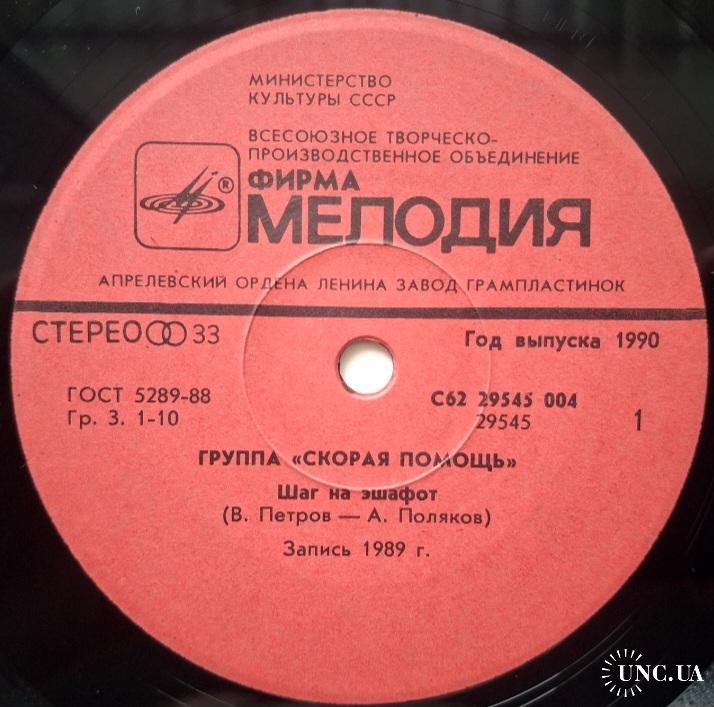 МИНИСТЕРСТВО
КУЛЬТУРЫ СССР
ВСЕСОЮЗНОЕ ТВОРЧЕСКО-
ПРОИЗВОДСТВЕННОЕ ОБЪЕДИНЕНИЕ
ФИРМА
®
МЕЛОДИЯ
АПРЕЛЕВСКИЙ ОРДЕНА ЛЕНИНА ЗАВОД ГРАМПЛАСТИНОК
СТЕРЕО 33
Год выпуска 1990
ГОСТ 5289-88
Гр. 3. 1-10
С62 29545 004
29545
1
ГРУППА «СКОРАЯ ПОМОЩЬ»
Шаг на эшафот
(В. Петров — А. Поляков)
Запись 1989 г.
UNC.UA